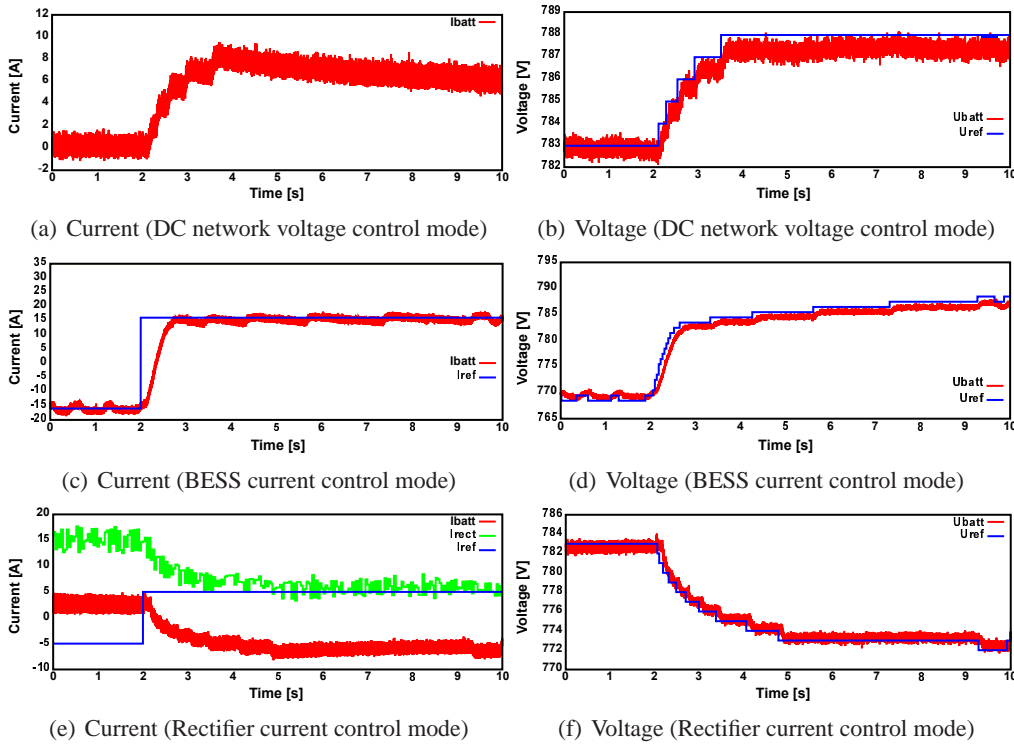 12
10
8
6
4
2
0
-2
Current [A]
Ibatt
0 1 2 3 4 5 6 7 8 9 10
Time [s]
(a) Current (DC network voltage control mode)
789
788
787
786
785
784
783
782
Voltage [V]
Ubatt
Uref
0 1 2 3 4 5 6 7 8 9 10
Time [s]
(b) Voltage (DC network voltage control mode)
35
30
25
20
15
10
5
0
-5
-10
-15
-20
Current [A]
Ibatt
Iref
0 1 2 3 4 5 6 7 8 9 10
Time [s]
(c) Current (BESS current control mode)
795
790
785
780
775
770
765
Voltage [V]
Ubatt
Uref
0 1 2 3 4 5 6 7 8 9 10
Time [s]
(d) Voltage (BESS current control mode)
20
15
10
5
0
-5
-10
Current [A]
Ibatt
Irect
Iref
0 1 2 3 4 5 6 7 8 9 10
Time [s]
(e) Current (Rectifier current control mode)
786
784
782
780
778
776
774
772
770
Voltage [V]
Ubatt
Uref
0 1 2 3 4 5 6 7 8 9 10
Time [s]
(f) Voltage (Rectifier current control mode)